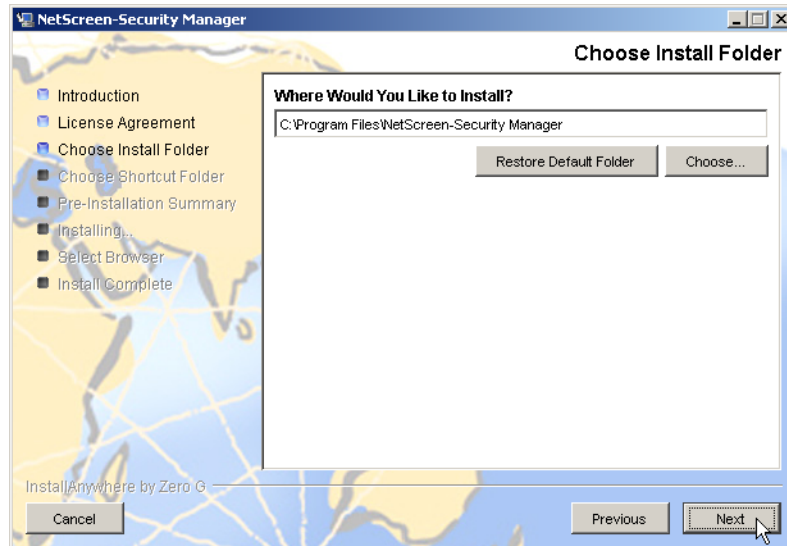 NetScreen-Security Manager
Choose Install Folder
Introduction
License Agreement
Choose Install Folder
Choose Shortcut Folder
Pre-Installation Summary
Installing...
Select Browser
Install Complete
Where Would You Like to Install?
C:\Program Files\NetScreen-Security Manager
Restore Default Folder
Choose...
InstallAnywhere by Zero G
Cancel
Previous
Next